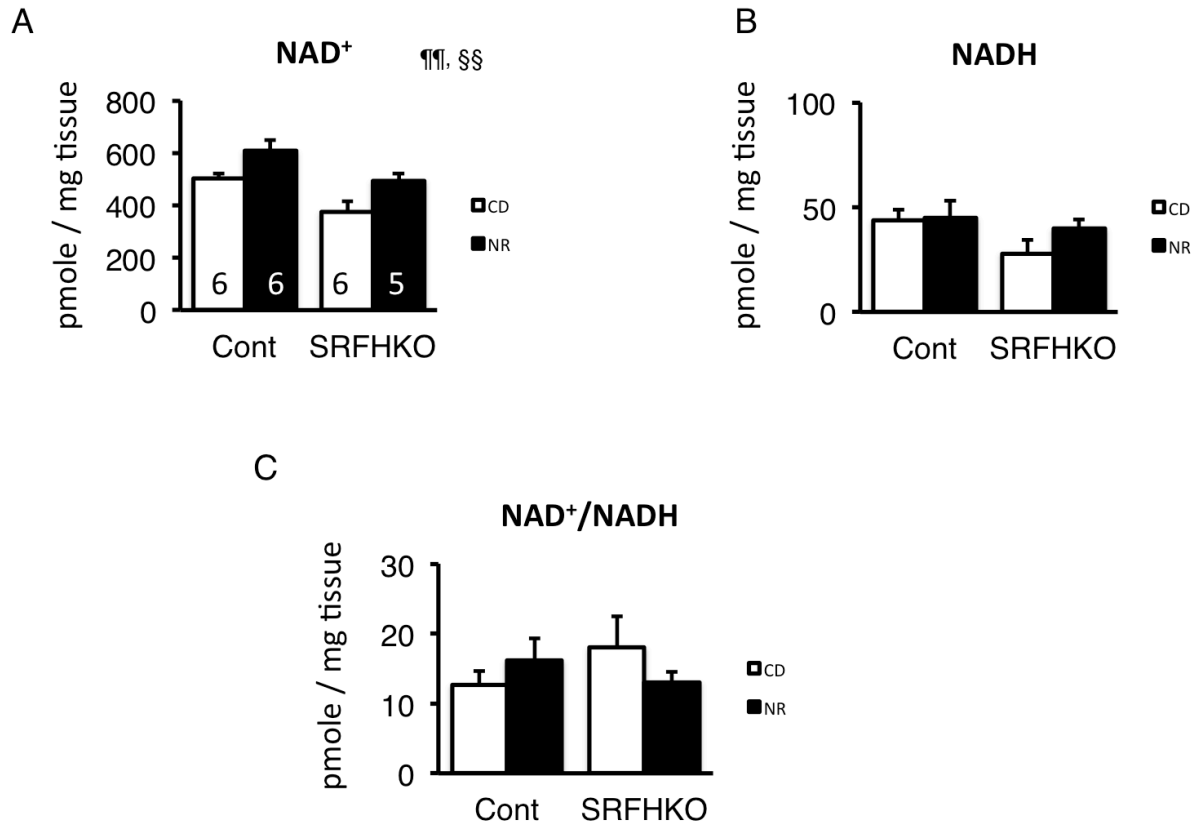 A
NAD⁺ ¶¶, §§
pmole / mg tissue
800
600
400
200
0
6 6 6 5
Cont SRFHKO
CD
NR
B
NADH
pmole / mg tissue
100
50
0
Cont SRFHKO
CD
NR
C
NAD⁺/NADH
pmole / mg tissue
30
20
10
0
Cont SRFHKO
CD
NR